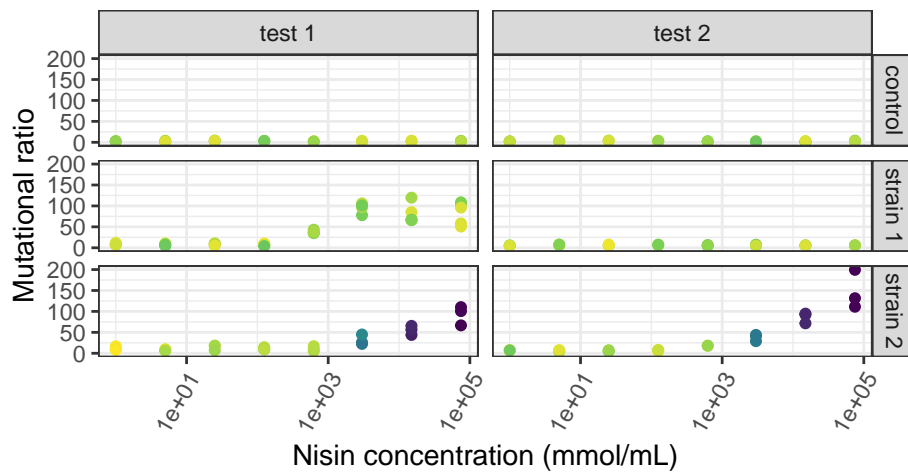 test 1 test 2
200
150
100
50
0
control
200
150
100
50
0
strain 1
200
150
100
50
0
strain 2
Mutational ratio
1e+01 1e+03 1e+05 1e+01 1e+03 1e+05
Nisin concentration (mmol/mL)